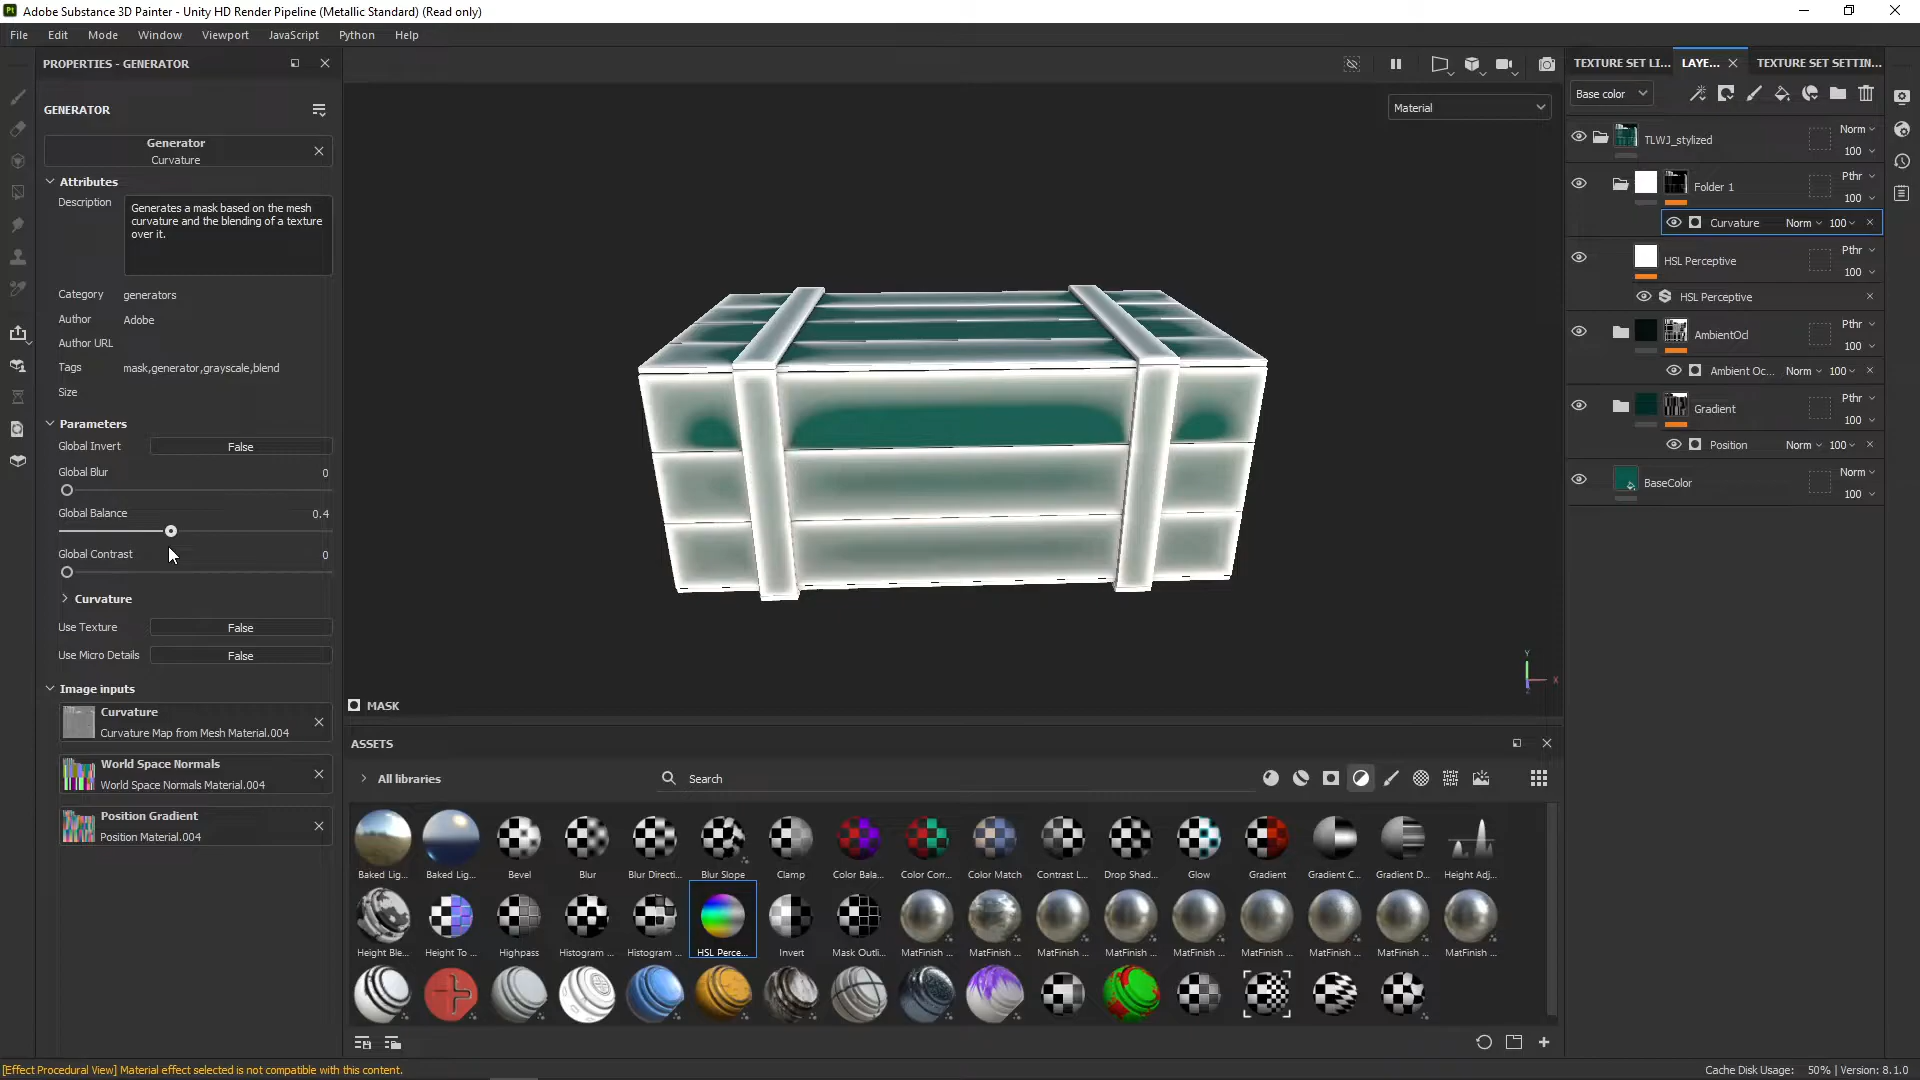 Adobe Substance 3D Painter - Unity HD Render Pipeline (Metallic Standard) (Read only)
File Edit Mode Window Viewport JavaScript Python Help
PROPERTIES - GENERATOR
GENERATOR
Generator
Curvature
Attributes
Description
Generates a mask based on the mesh
curvature and the blending of a texture
over it.
Category generators
Author Adobe
Author URL
Tags mask,generator,grayscale,blend
Size
Parameters
Global Invert False
Global Blur 0
Global Balance 0.4
Global Contrast 0
Curvature
Use Texture False
Use Micro Details False
Image inputs
Curvature
Curvature Map from Mesh Material.004
World Space Normals
World Space Normals Material.004
Position Gradient
Position Material.004
Material
Y
X
MASK
ASSETS
All libraries
Search
Baked Lig... Baked Lig... Bevel Blur Blur Directi... Blur Slope Clamp Color Bala... Color Corr... Color Match Contrast L... Drop Shad... Glow Gradient Gradient C... Gradient D... Height Adj...
Height Ble... Height To ... Highpass Histogram ... Histogram ... HSL Perce... Invert Mask Outli... MatFinish ... MatFinish ... MatFinish ... MatFinish ... MatFinish ... MatFinish ... MatFinish ... MatFinish ... MatFinish ...
TEXTURE SET LI... LAYE... TEXTURE SET SETTIN...
Base color
TLWJ_stylized Norm
100
Folder 1 Pthr
100
Curvature Norm 100
HSL Perceptive Pthr
100
HSL Perceptive
AmbientOcl Pthr
100
Ambient Oc... Norm 100
Gradient Pthr
100
Position Norm 100
BaseColor Norm
100
[Effect Procedural View] Material effect selected is not compatible with this content.
Cache Disk Usage: 50% | Version: 8.1.0